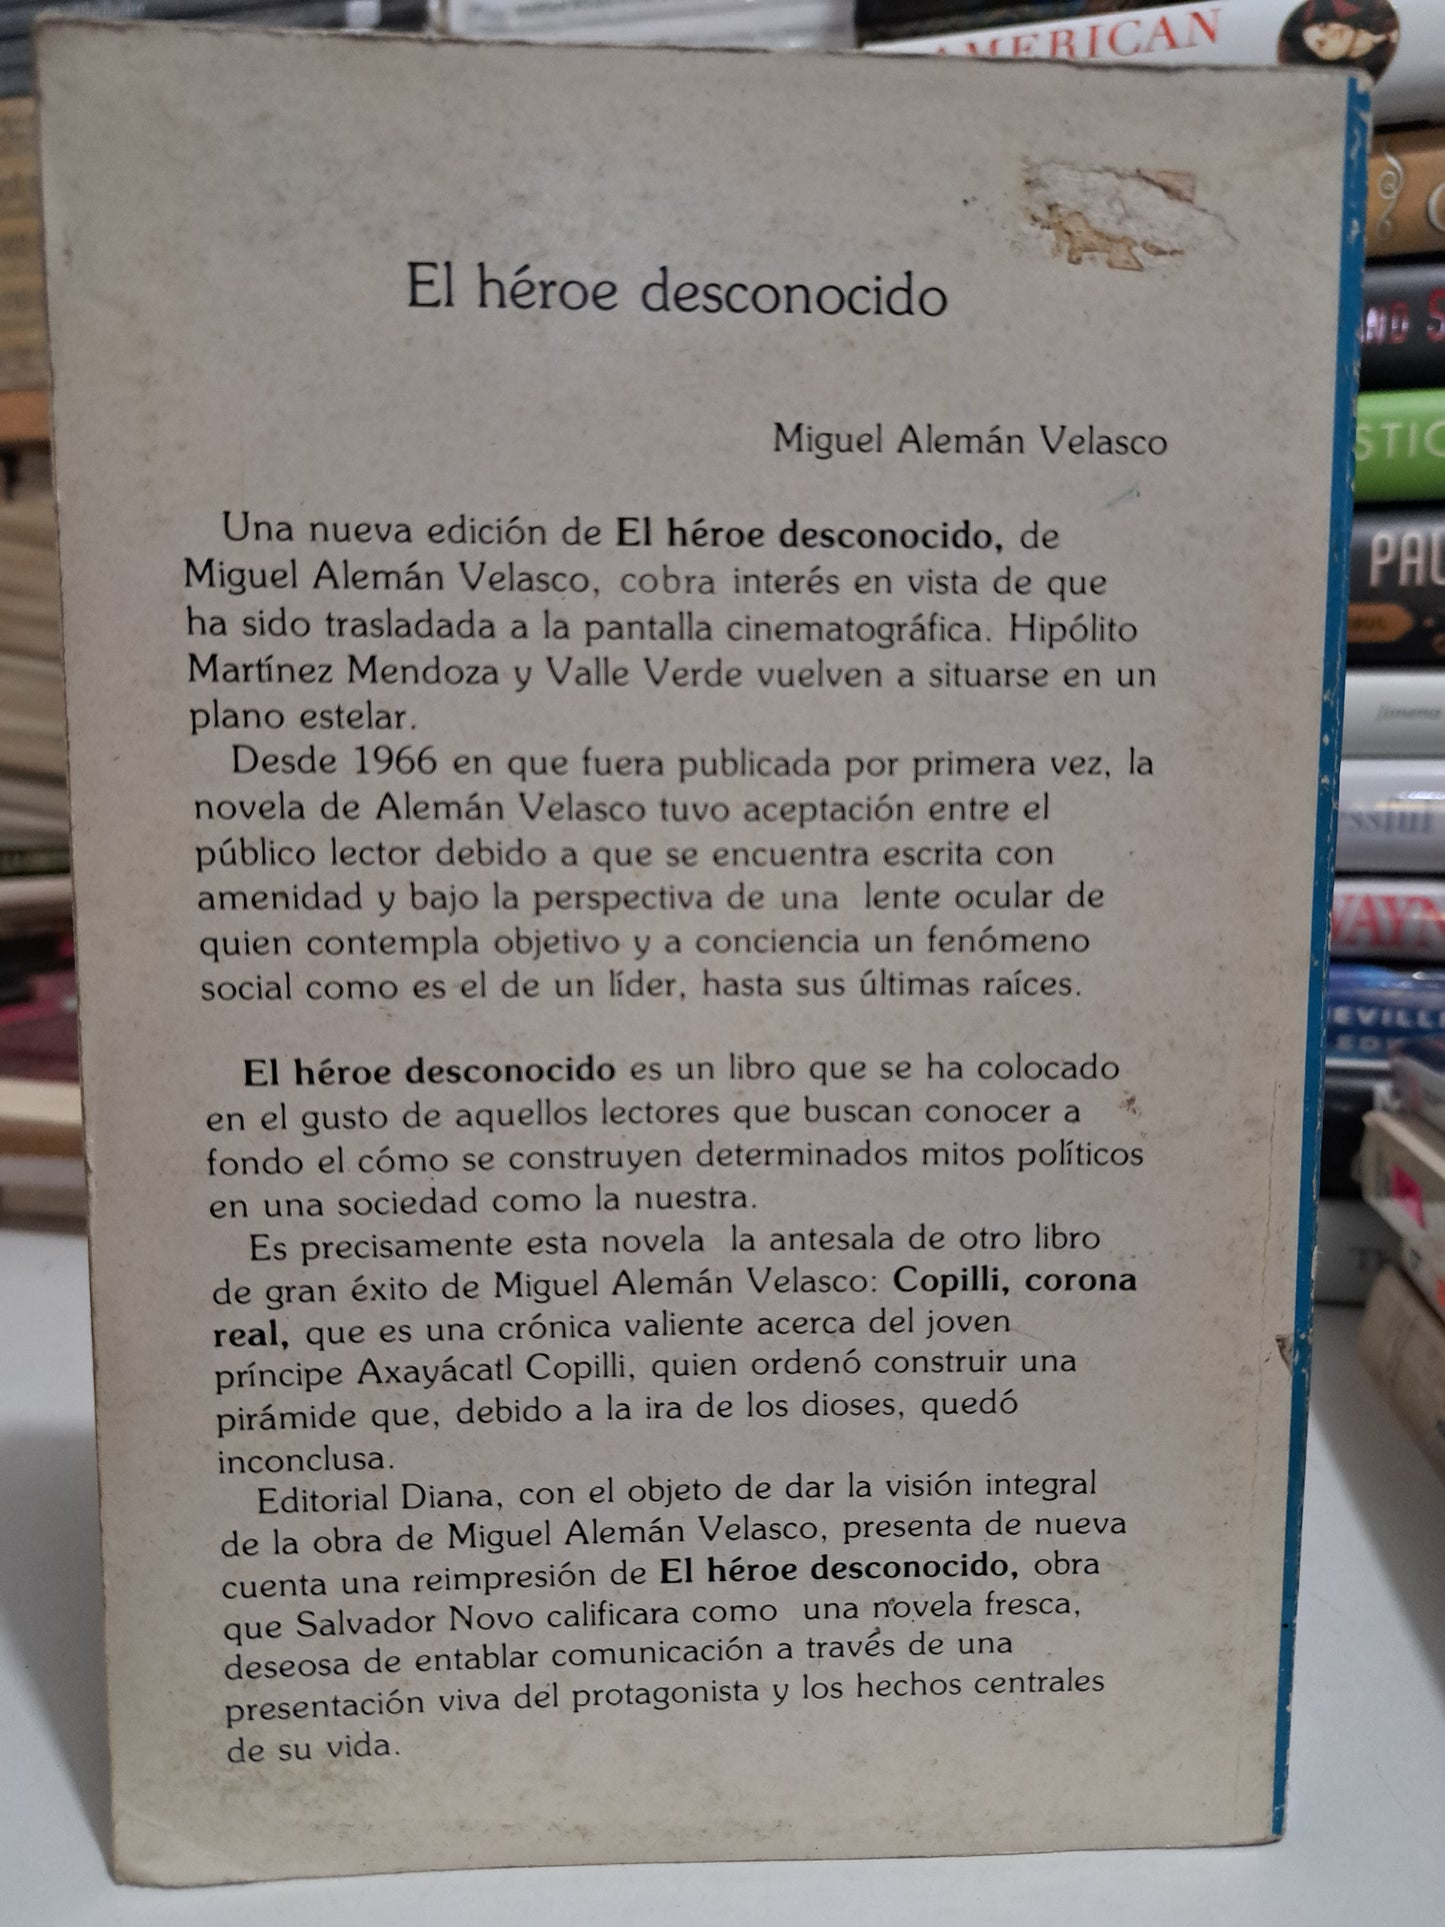 AMERICAN
El héroe desconocido
Miguel Alemán Velasco
Una nueva edición de El héroe desconocido, de
Miguel Alemán Velasco, cobra interés en vista de que
ha sido trasladada a la pantalla cinematográfica. Hipólito
Martínez Mendoza y Valle Verde vuelven a situarse en un
plano estelar.
Desde 1966 en que fuera publicada por primera vez, la
novela de Alemán Velasco tuvo aceptación entre el
público lector debido a que se encuentra escrita con
amenidad y bajo la perspectiva de una lente ocular de
quien contempla objetivo y a conciencia un fenómeno
social como es el de un líder, hasta sus últimas raíces.
El héroe desconocido es un libro que se ha colocado
en el gusto de aquellos lectores que buscan conocer a
fondo el cómo se construyen determinados mitos políticos
en una sociedad como la nuestra.
Es precisamente esta novela la antesala de otro libro
de gran éxito de Miguel Alemán Velasco: Copilli, corona
real, que es una crónica valiente acerca del joven
príncipe Axayácatl Copilli, quien ordenó construir una
pirámide que, debido a la ira de los dioses, quedó
inconclusa.
Editorial Diana, con el objeto de dar la visión integral
de la obra de Miguel Alemán Velasco, presenta de nueva
cuenta una reimpresión de El héroe desconocido, obra
que Salvador Novo calificara como una novela fresca,
deseosa de entablar comunicación a través de una
presentación viva del protagonista y los hechos centrales
de su vida.
STIC
PAU
Jimena
WAYN
EVILL